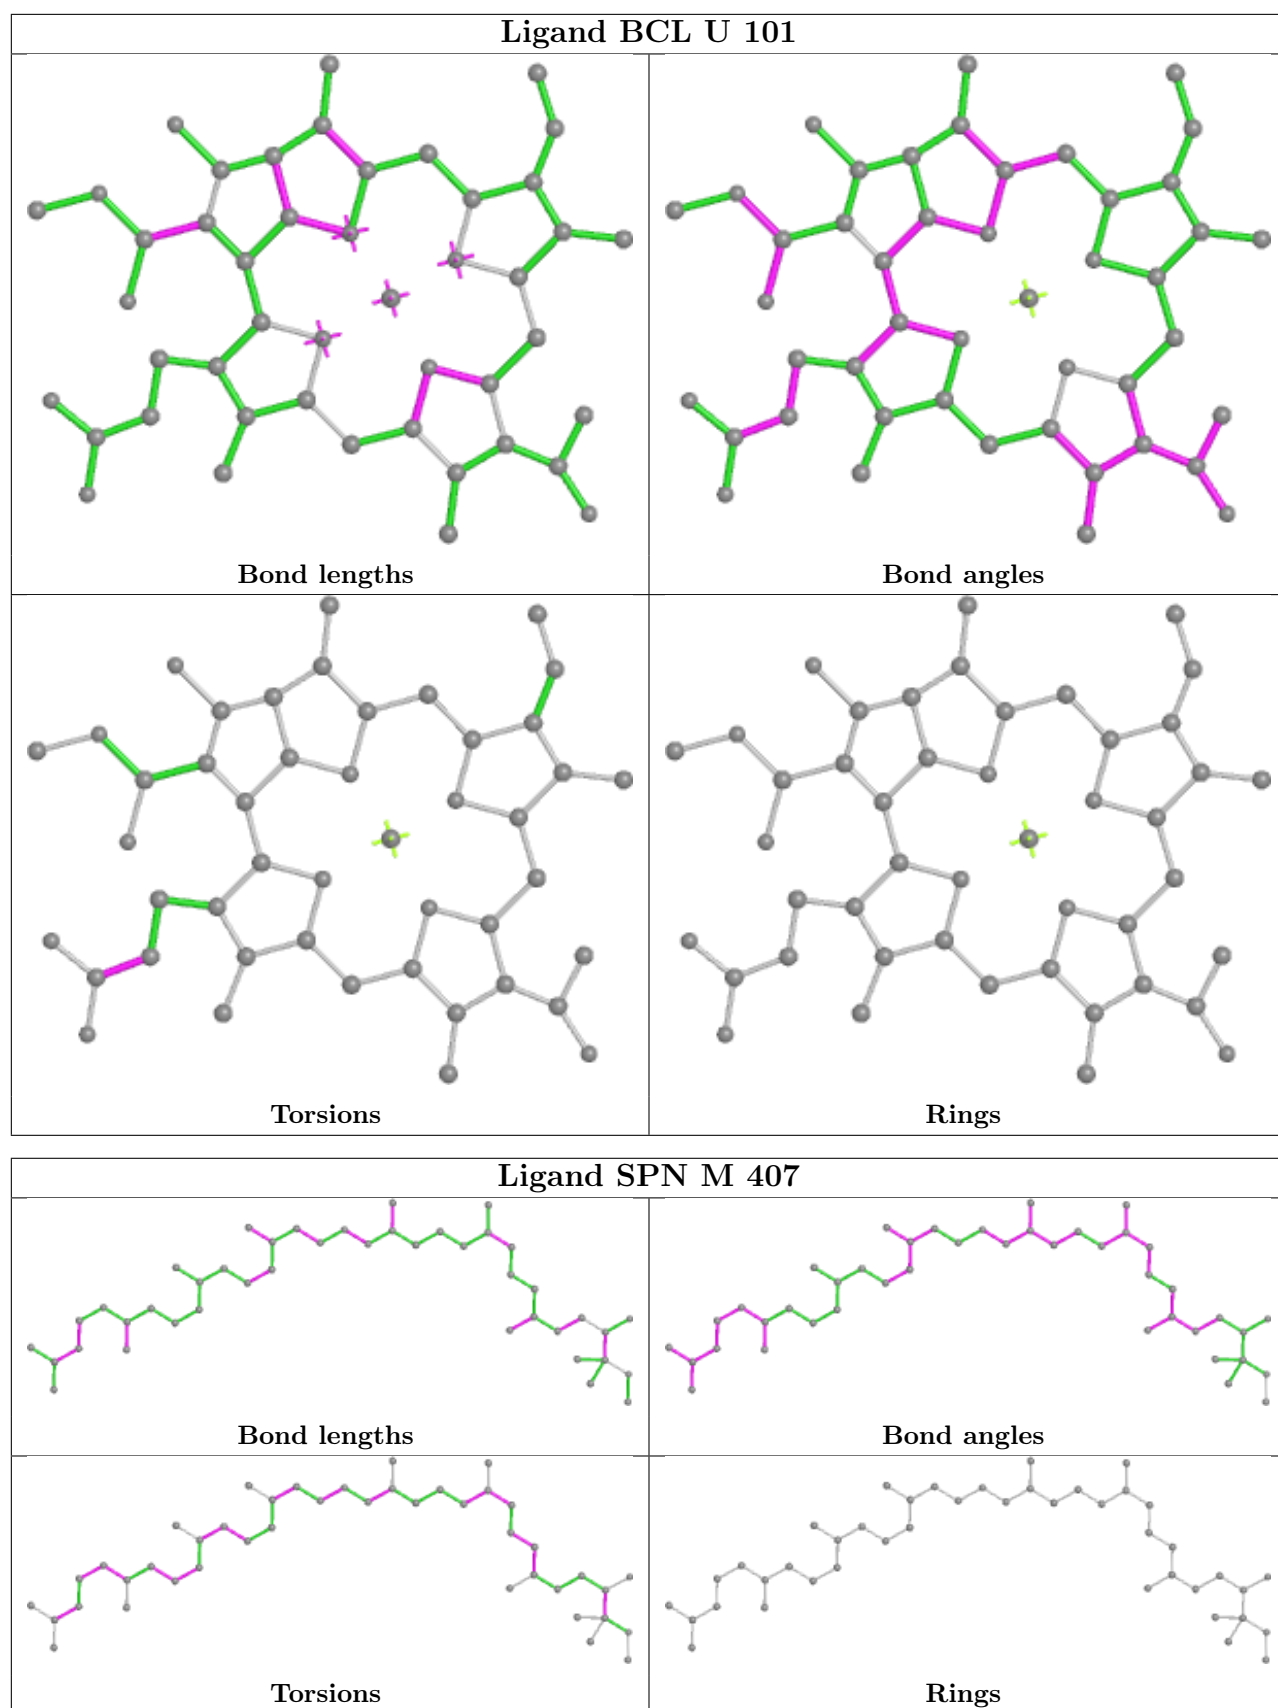 Ligand BCL U 101
Bond lengths
Bond angles
Torsions
Rings
Ligand SPN M 407
Bond lengths
Bond angles
Torsions
Rings